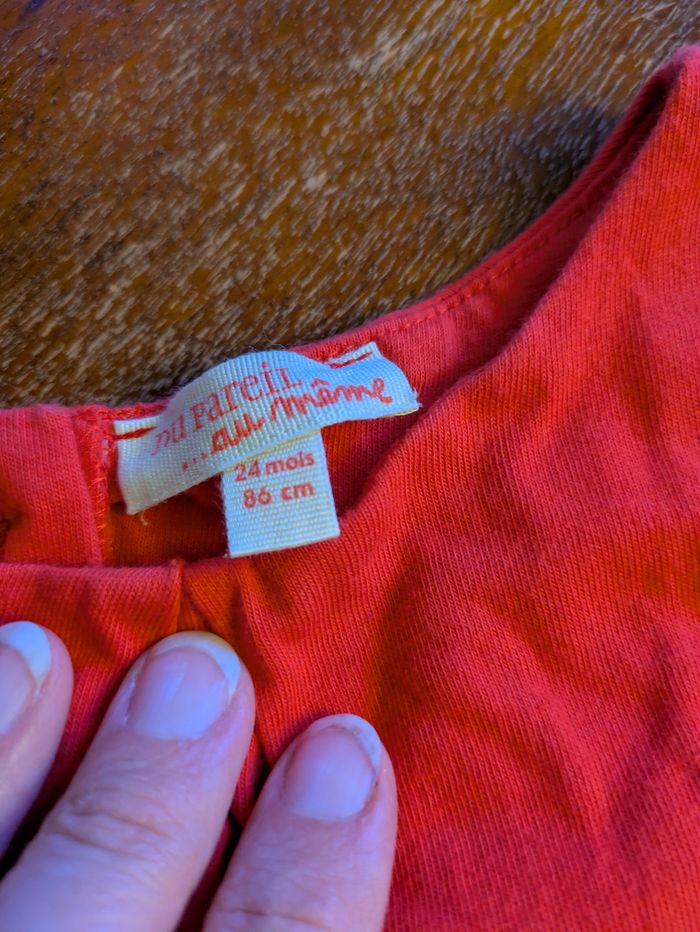 DU PAREIL
...au même
24 mois
86 cm